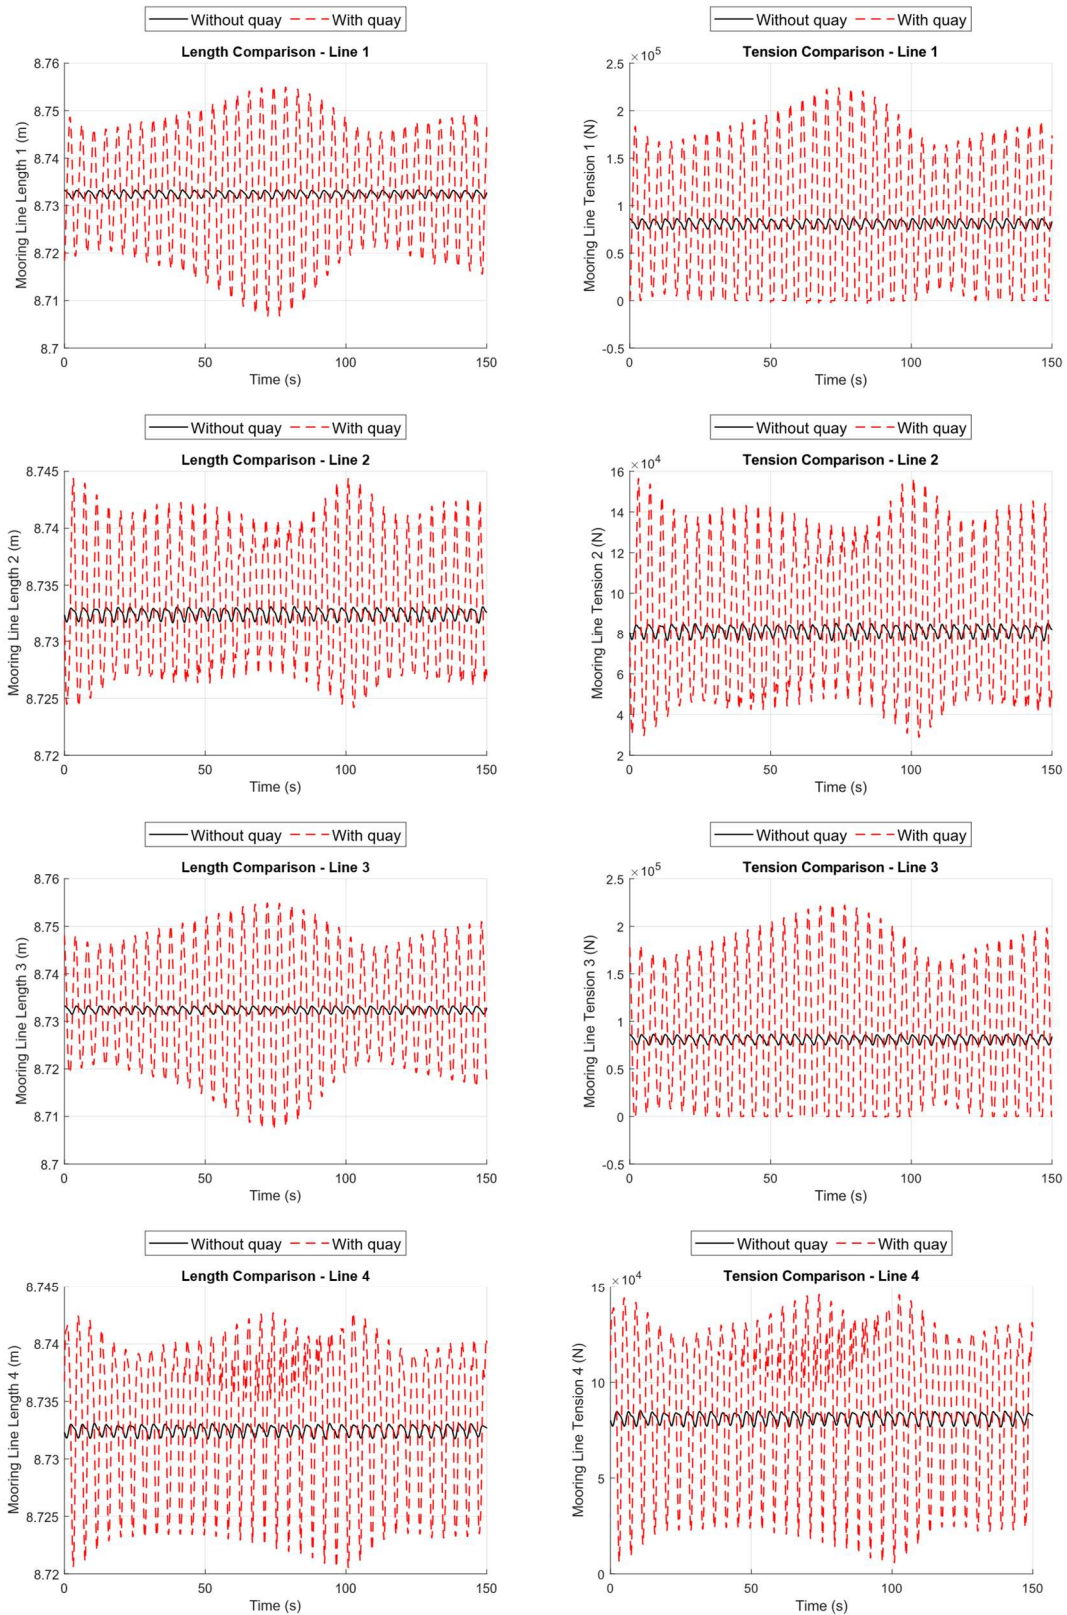 Without quay With quay
Length Comparison - Line 1
8.76
8.75
8.74
8.73
8.72
8.71
8.7
Mooring Line Length 1 (m)
0 50 100 150
Time (s)
Without quay With quay
Tension Comparison - Line 1
×10⁵
2.5
2
1.5
1
0.5
0
-0.5
Mooring Line Tension 1 (N)
0 50 100 150
Time (s)
Without quay With quay
Length Comparison - Line 2
8.745
8.74
8.735
8.73
8.725
8.72
Mooring Line Length 2 (m)
0 50 100 150
Time (s)
Without quay With quay
Tension Comparison - Line 2
×10⁴
16
14
12
10
8
6
4
2
Mooring Line Tension 2 (N)
0 50 100 150
Time (s)
Without quay With quay
Length Comparison - Line 3
8.76
8.75
8.74
8.73
8.72
8.71
8.7
Mooring Line Length 3 (m)
0 50 100 150
Time (s)
Without quay With quay
Tension Comparison - Line 3
×10⁵
2.5
2
1.5
1
0.5
0
-0.5
Mooring Line Tension 3 (N)
0 50 100 150
Time (s)
Without quay With quay
Length Comparison - Line 4
8.745
8.74
8.735
8.73
8.725
8.72
Mooring Line Length 4 (m)
0 50 100 150
Time (s)
Without quay With quay
Tension Comparison - Line 4
×10⁴
15
10
5
0
Mooring Line Tension 4 (N)
0 50 100 150
Time (s)